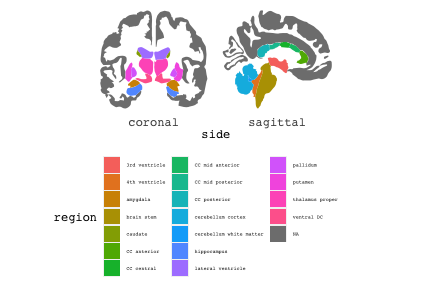 coronal
sagittal
side
region
3rd ventricle
4th ventricle
amygdala
brain stem
caudate
CC anterior
CC central
CC mid anterior
CC mid posterior
CC posterior
cerebellum cortex
cerebellum white matter
hippocampus
lateral ventricle
pallidum
putamen
thalamus proper
ventral DC
NA